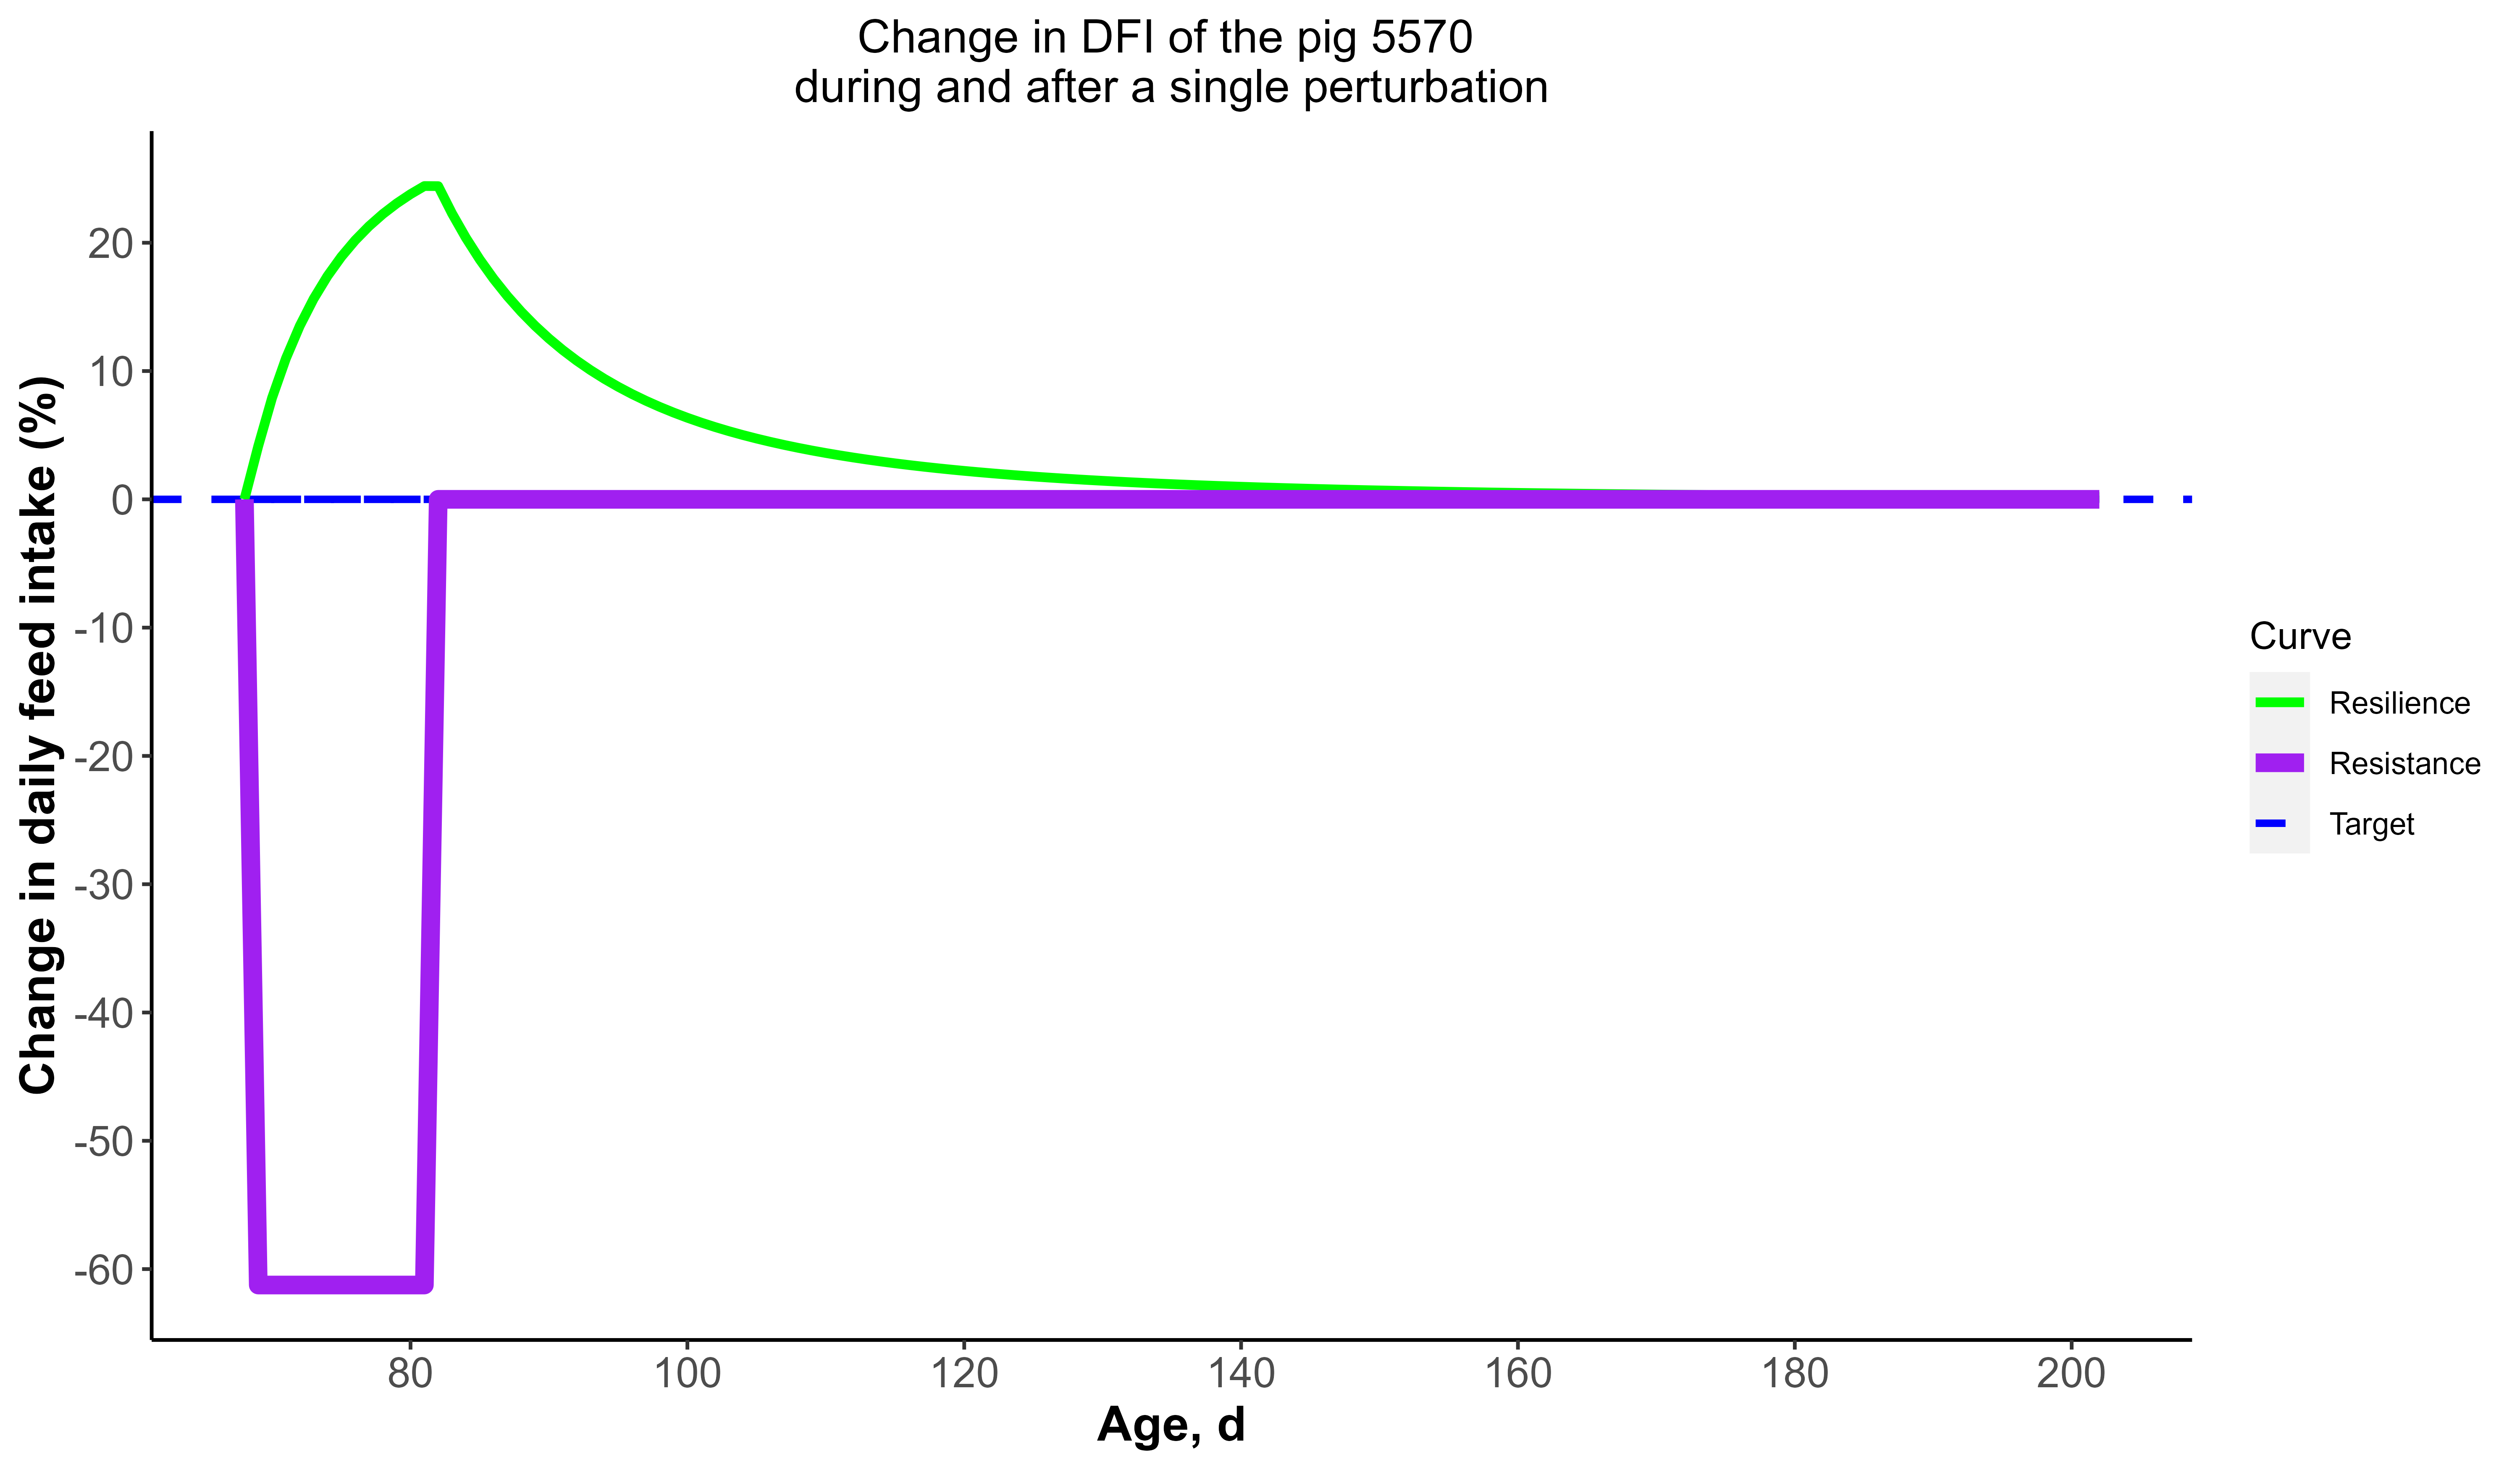 Change in DFI of the pig 5570
during and after a single perturbation
Change in daily feed intake (%)
20
10
0
-10
-20
-30
-40
-50
-60
80 100 120 140 160 180 200
Age, d
Curve
Resilience
Resistance
Target